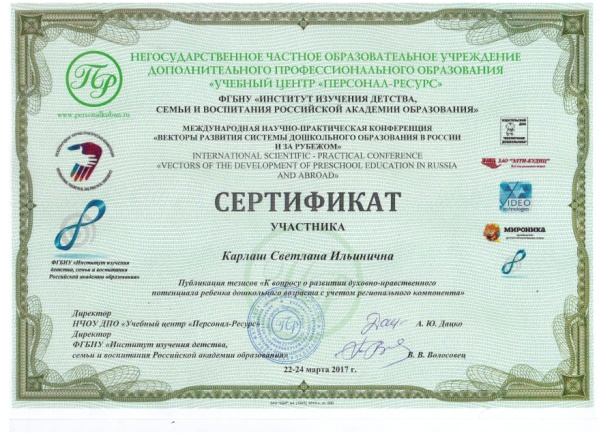 НЕГОСУДАРСТВЕННОЕ ЧАСТНОЕ ОБРАЗОВАТЕЛЬНОЕ УЧРЕЖДЕНИЕ
ДОПОЛНИТЕЛЬНОГО ПРОФЕССИОНАЛЬНОГО ОБРАЗОВАНИЯ
«УЧЕБНЫЙ ЦЕНТР «ПЕРСОНАЛ-РЕСУРС»
ПР
www.personalkuban.ru
ФГБНУ «ИНСТИТУТ ИЗУЧЕНИЯ ДЕТСТВА,
СЕМЬИ И ВОСПИТАНИЯ РОССИЙСКОЙ АКАДЕМИИ ОБРАЗОВАНИЯ»
МЕЖДУНАРОДНАЯ НАУЧНО-ПРАКТИЧЕСКАЯ КОНФЕРЕНЦИЯ
«ВЕКТОРЫ РАЗВИТИЯ СИСТЕМЫ ДОШКОЛЬНОГО ОБРАЗОВАНИЯ В РОССИИ
И ЗА РУБЕЖОМ»
INTERNATIONAL SCIENTIFIC - PRACTICAL CONFERENCE
«VECTORS OF THE DEVELOPMENT OF PRESCHOOL EDUCATION IN RUSSIA
AND ABROAD»
ЗАО "ЭЛТИ-КУДИЦ"
VIDEO
technologies
МИРОНИКА
СЕРТИФИКАТ
УЧАСТНИКА
Карлаш Светлана Ильинична
ФГБНУ «Институт изучения
детства, семьи и воспитания
Российской академии образования»
Публикация тезисов «К вопросу о развитии духовно-нравственного
потенциала ребенка дошкольного возраста с учетом регионального компонента»
Директор
НЧОУ ДПО «Учебный центр «Персонал-Ресурс» А. Ю. Дацко
Директор
ФГБНУ «Институт изучения детства,
семьи и воспитания Российской академии образования» В. В. Волосовец
22-24 марта 2017 г.